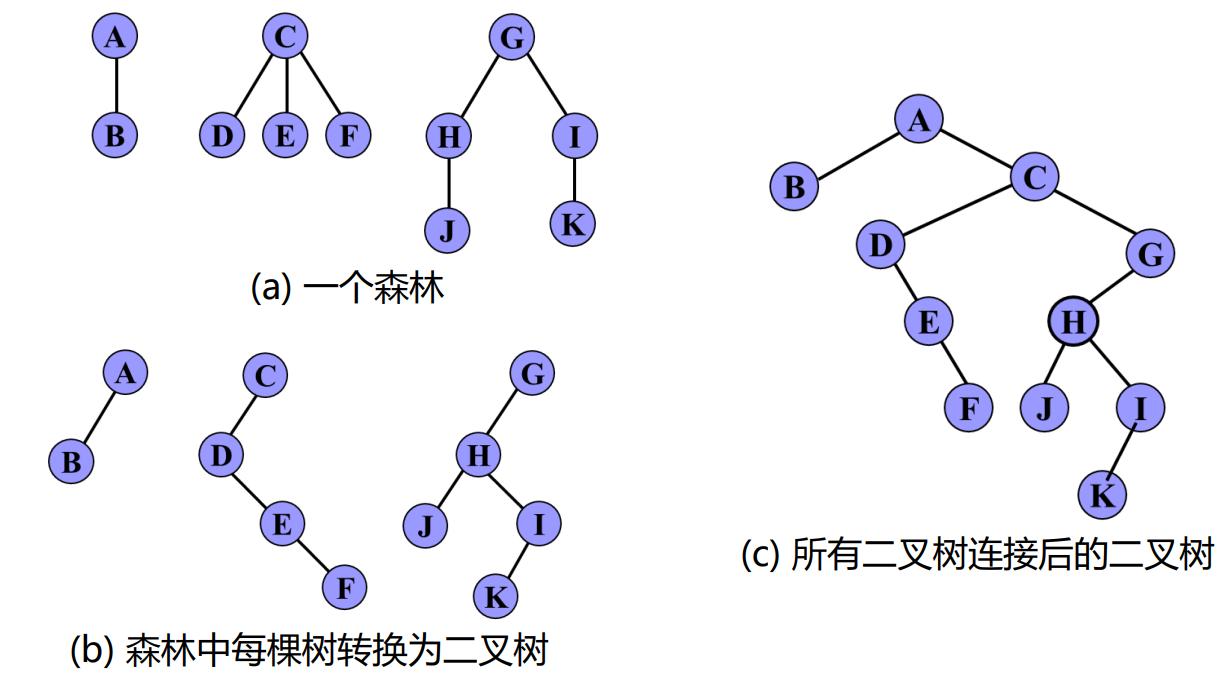 A C G
B D E F H I
J K
(a) 一个森林
A C G
B D H
E J I
F K
(b) 森林中每棵树转换为二叉树
A
B C
D G
E H
F J I
K
(c) 所有二叉树连接后的二叉树